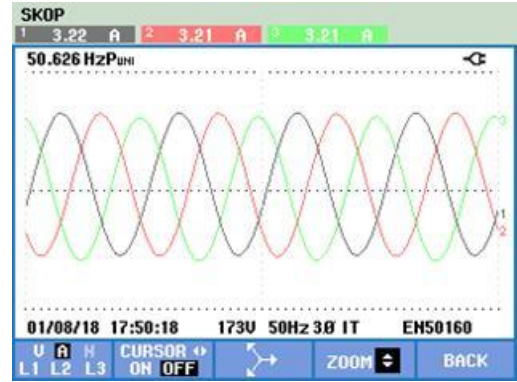 SKOP
1 3.22 A 2 3.21 A 3 3.21 A
50.626 HzPUNI
3
1
2
01/08/18 17:50:18 173V 50Hz 3Ø IT EN50160
V A N
L1 L2 L3
CURSOR
ON OFF
ZOOM
BACK